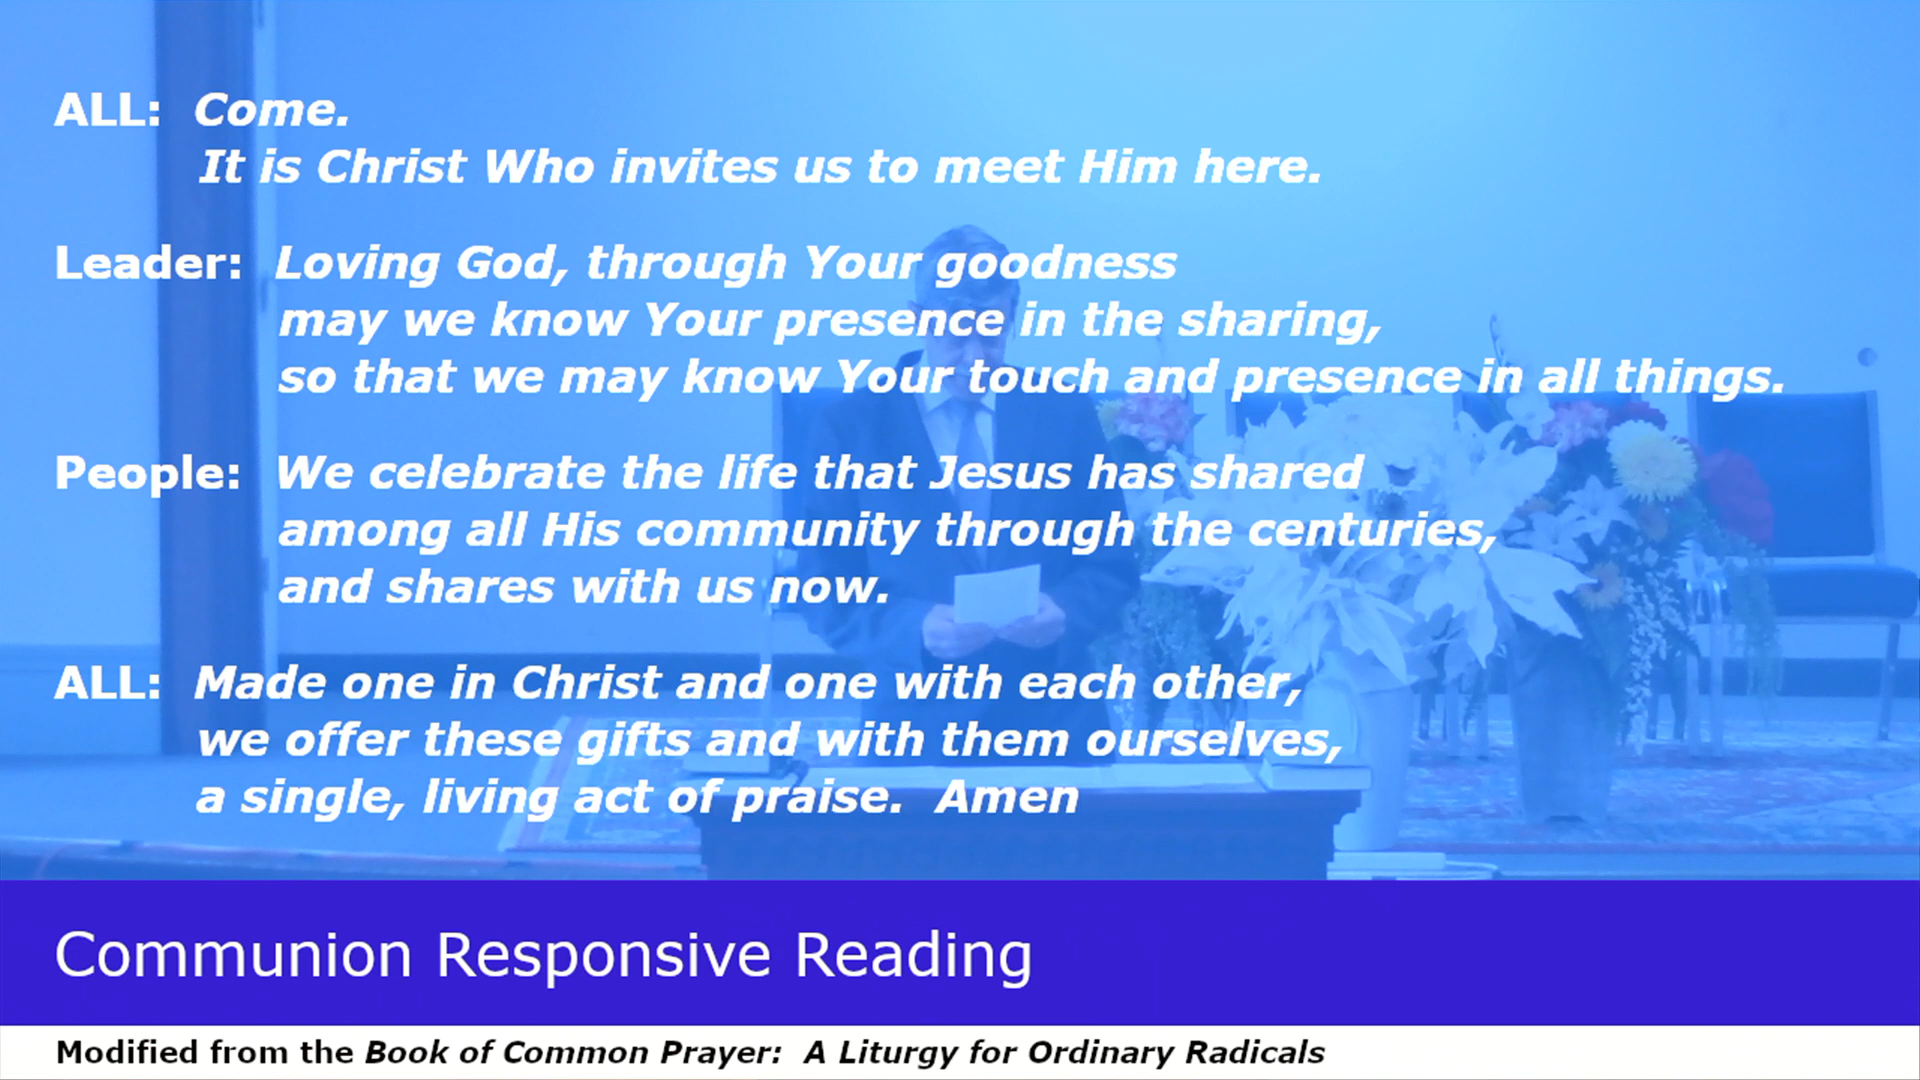 ALL: Come.
It is Christ Who invites us to meet Him here.
Leader: Loving God, through Your goodness
may we know Your presence in the sharing,
so that we may know Your touch and presence in all things.
People: We celebrate the life that Jesus has shared
among all His community through the centuries,
and shares with us now.
ALL: Made one in Christ and one with each other,
we offer these gifts and with them ourselves,
a single, living act of praise. Amen
Communion Responsive Reading
Modified from the Book of Common Prayer: A Liturgy for Ordinary Radicals